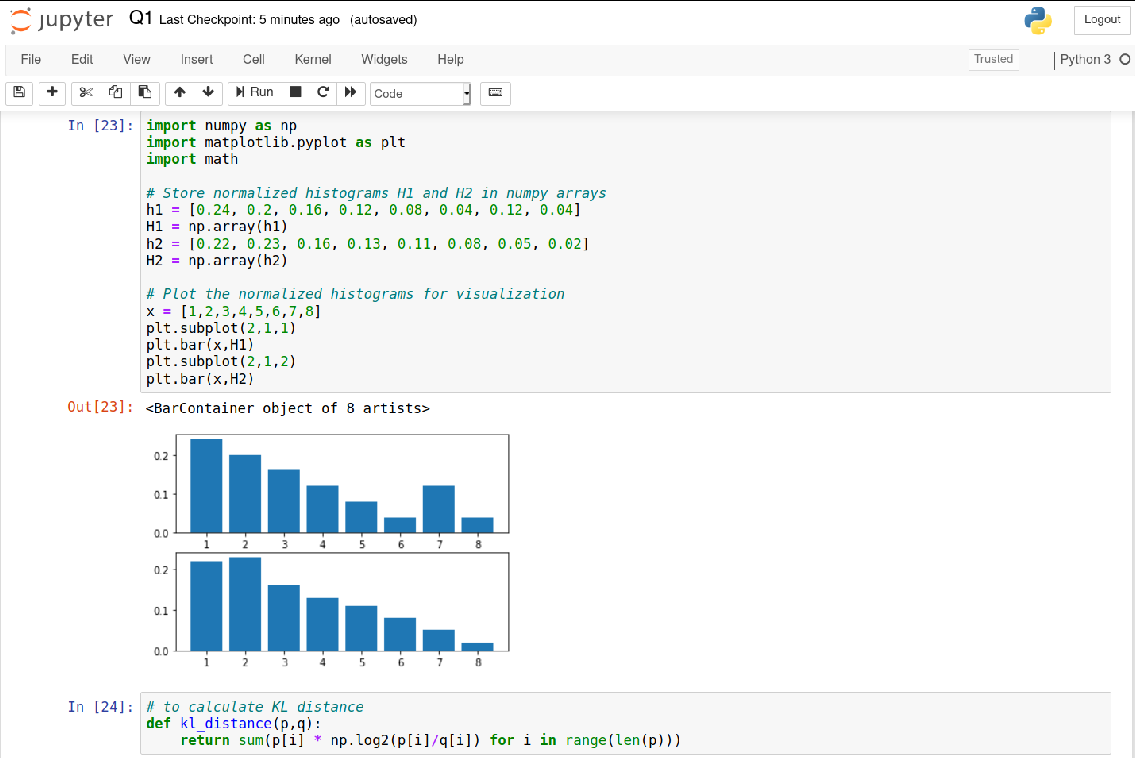 jupyter Q1 Last Checkpoint: 5 minutes ago (autosaved) Logout
File Edit View Insert Cell Kernel Widgets Help Trusted Python 3
Run Code
In [23]: import numpy as np
import matplotlib.pyplot as plt
import math
# Store normalized histograms H1 and H2 in numpy arrays
h1 = [0.24, 0.2, 0.16, 0.12, 0.08, 0.04, 0.12, 0.04]
H1 = np.array(h1)
h2 = [0.22, 0.23, 0.16, 0.13, 0.11, 0.08, 0.05, 0.02]
H2 = np.array(h2)
# Plot the normalized histograms for visualization
x = [1,2,3,4,5,6,7,8]
plt.subplot(2,1,1)
plt.bar(x,H1)
plt.subplot(2,1,2)
plt.bar(x,H2)
Out[23]: <BarContainer object of 8 artists>
0.2
0.1
0.0
1 2 3 4 5 6 7 8
0.2
0.1
0.0
1 2 3 4 5 6 7 8
In [24]: # to calculate KL distance
def kl_distance(p,q):
    return sum(p[i] * np.log2(p[i]/q[i]) for i in range(len(p)))